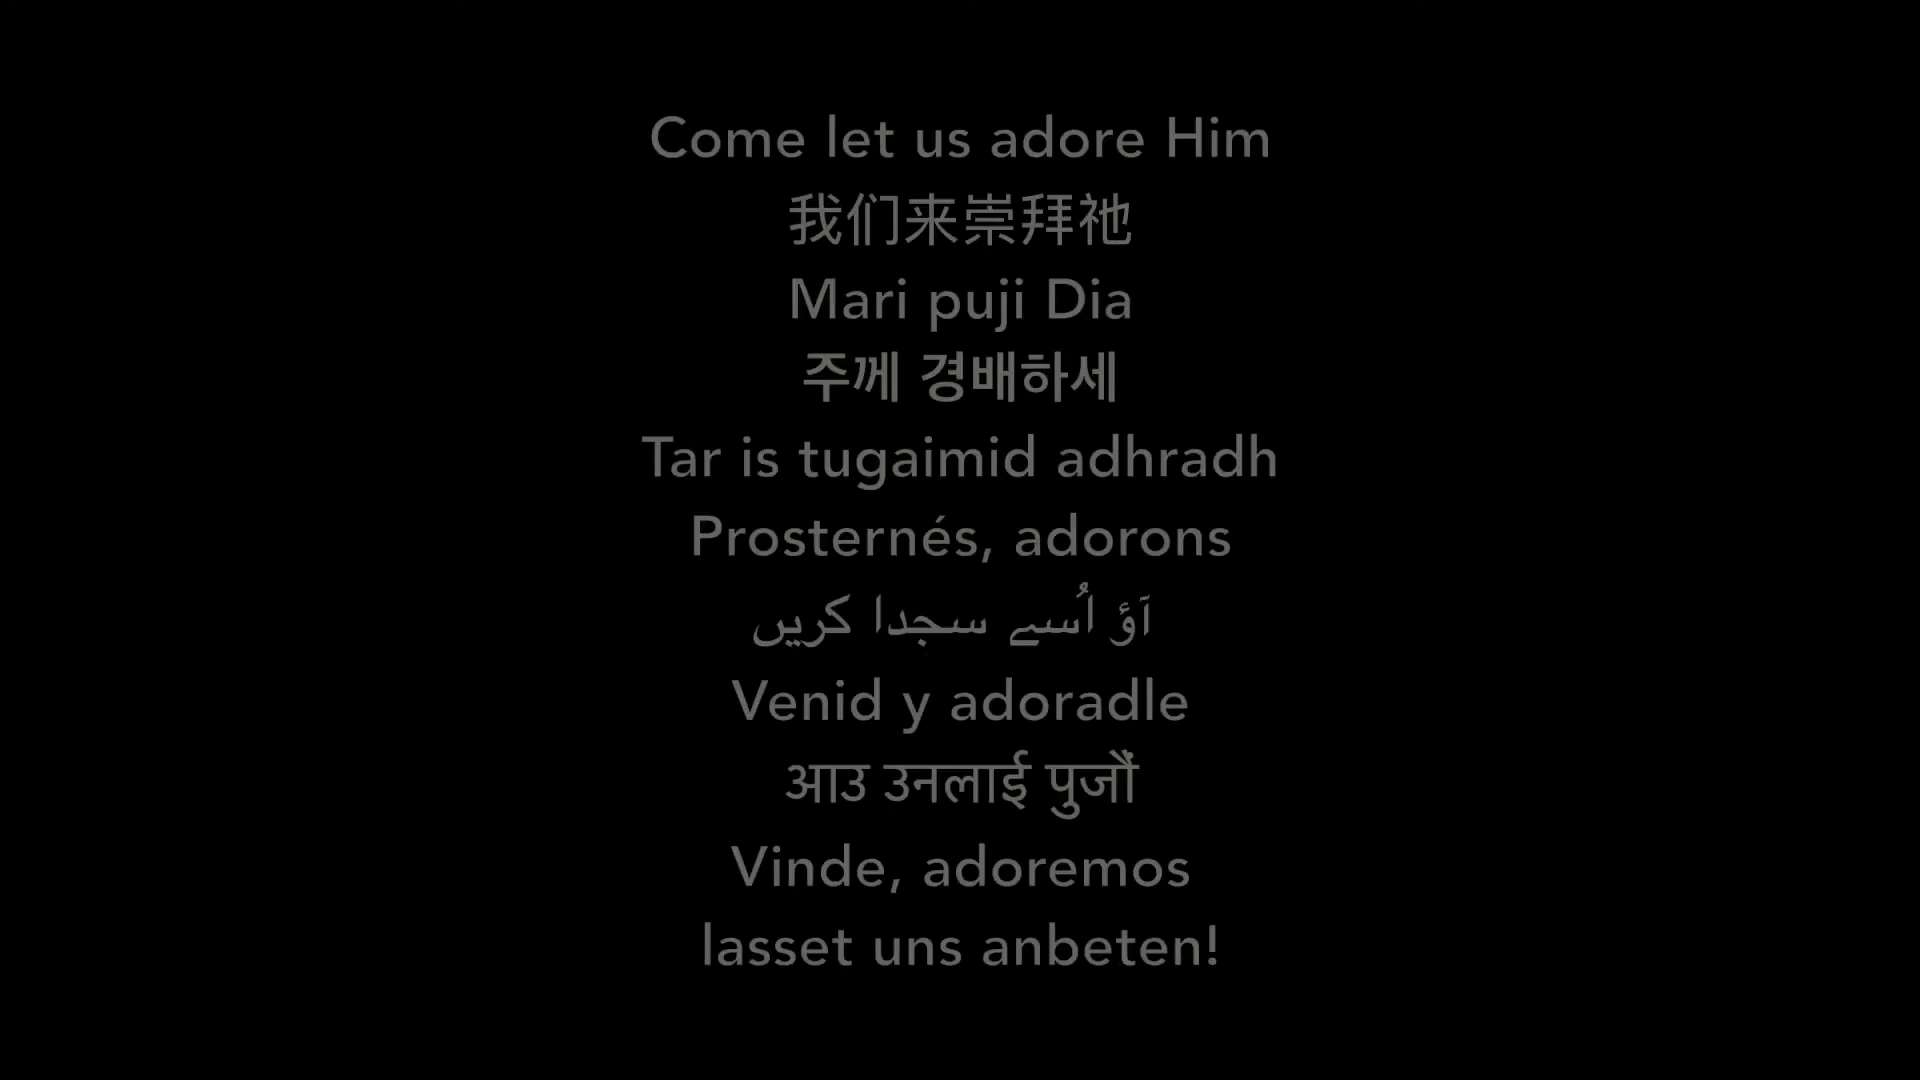 Come let us adore Him
我们来崇拜祂
Mari puji Dia
주께 경배하세
Tar is tugaimid adhradh
Prosternés, adorons
آؤ اُسے سجدا کریں
Venid y adoradle
आउ उनलाई पुजौं
Vinde, adoremos
lasset uns anbeten!